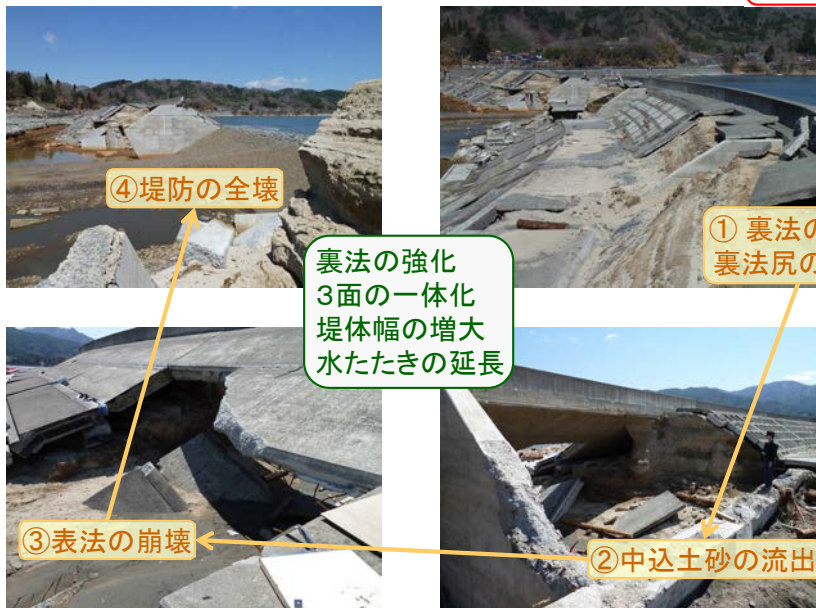 ④堤防の全壊
① 裏法の
裏法尻の
裏法の強化
3面の一体化
堤体幅の増大
水たたきの延長
③表法の崩壊
②中込土砂の流出